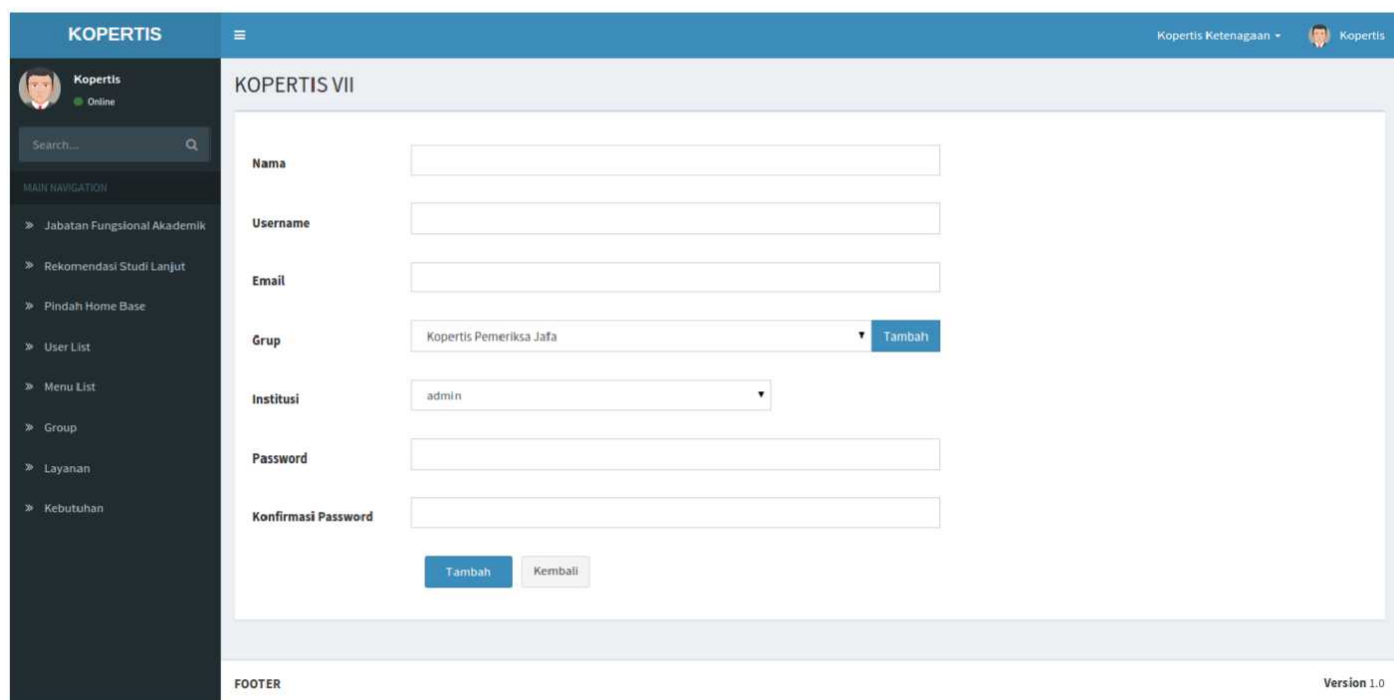 KOPERTIS
Kopertis Ketenagaan
Kopertis
Kopertis
Online
Search...
MAIN NAVIGATION
Jabatan Fungsional Akademik
Rekomendasi Studi Lanjut
Pindah Home Base
User List
Menu List
Group
Layanan
Kebutuhan
KOPERTIS VII
Nama
Username
Email
Grup Kopertis Pemeriksa Jafa Tambah
Institusi admin
Password
Konfirmasi Password
Tambah Kembali
FOOTER Version 1.0